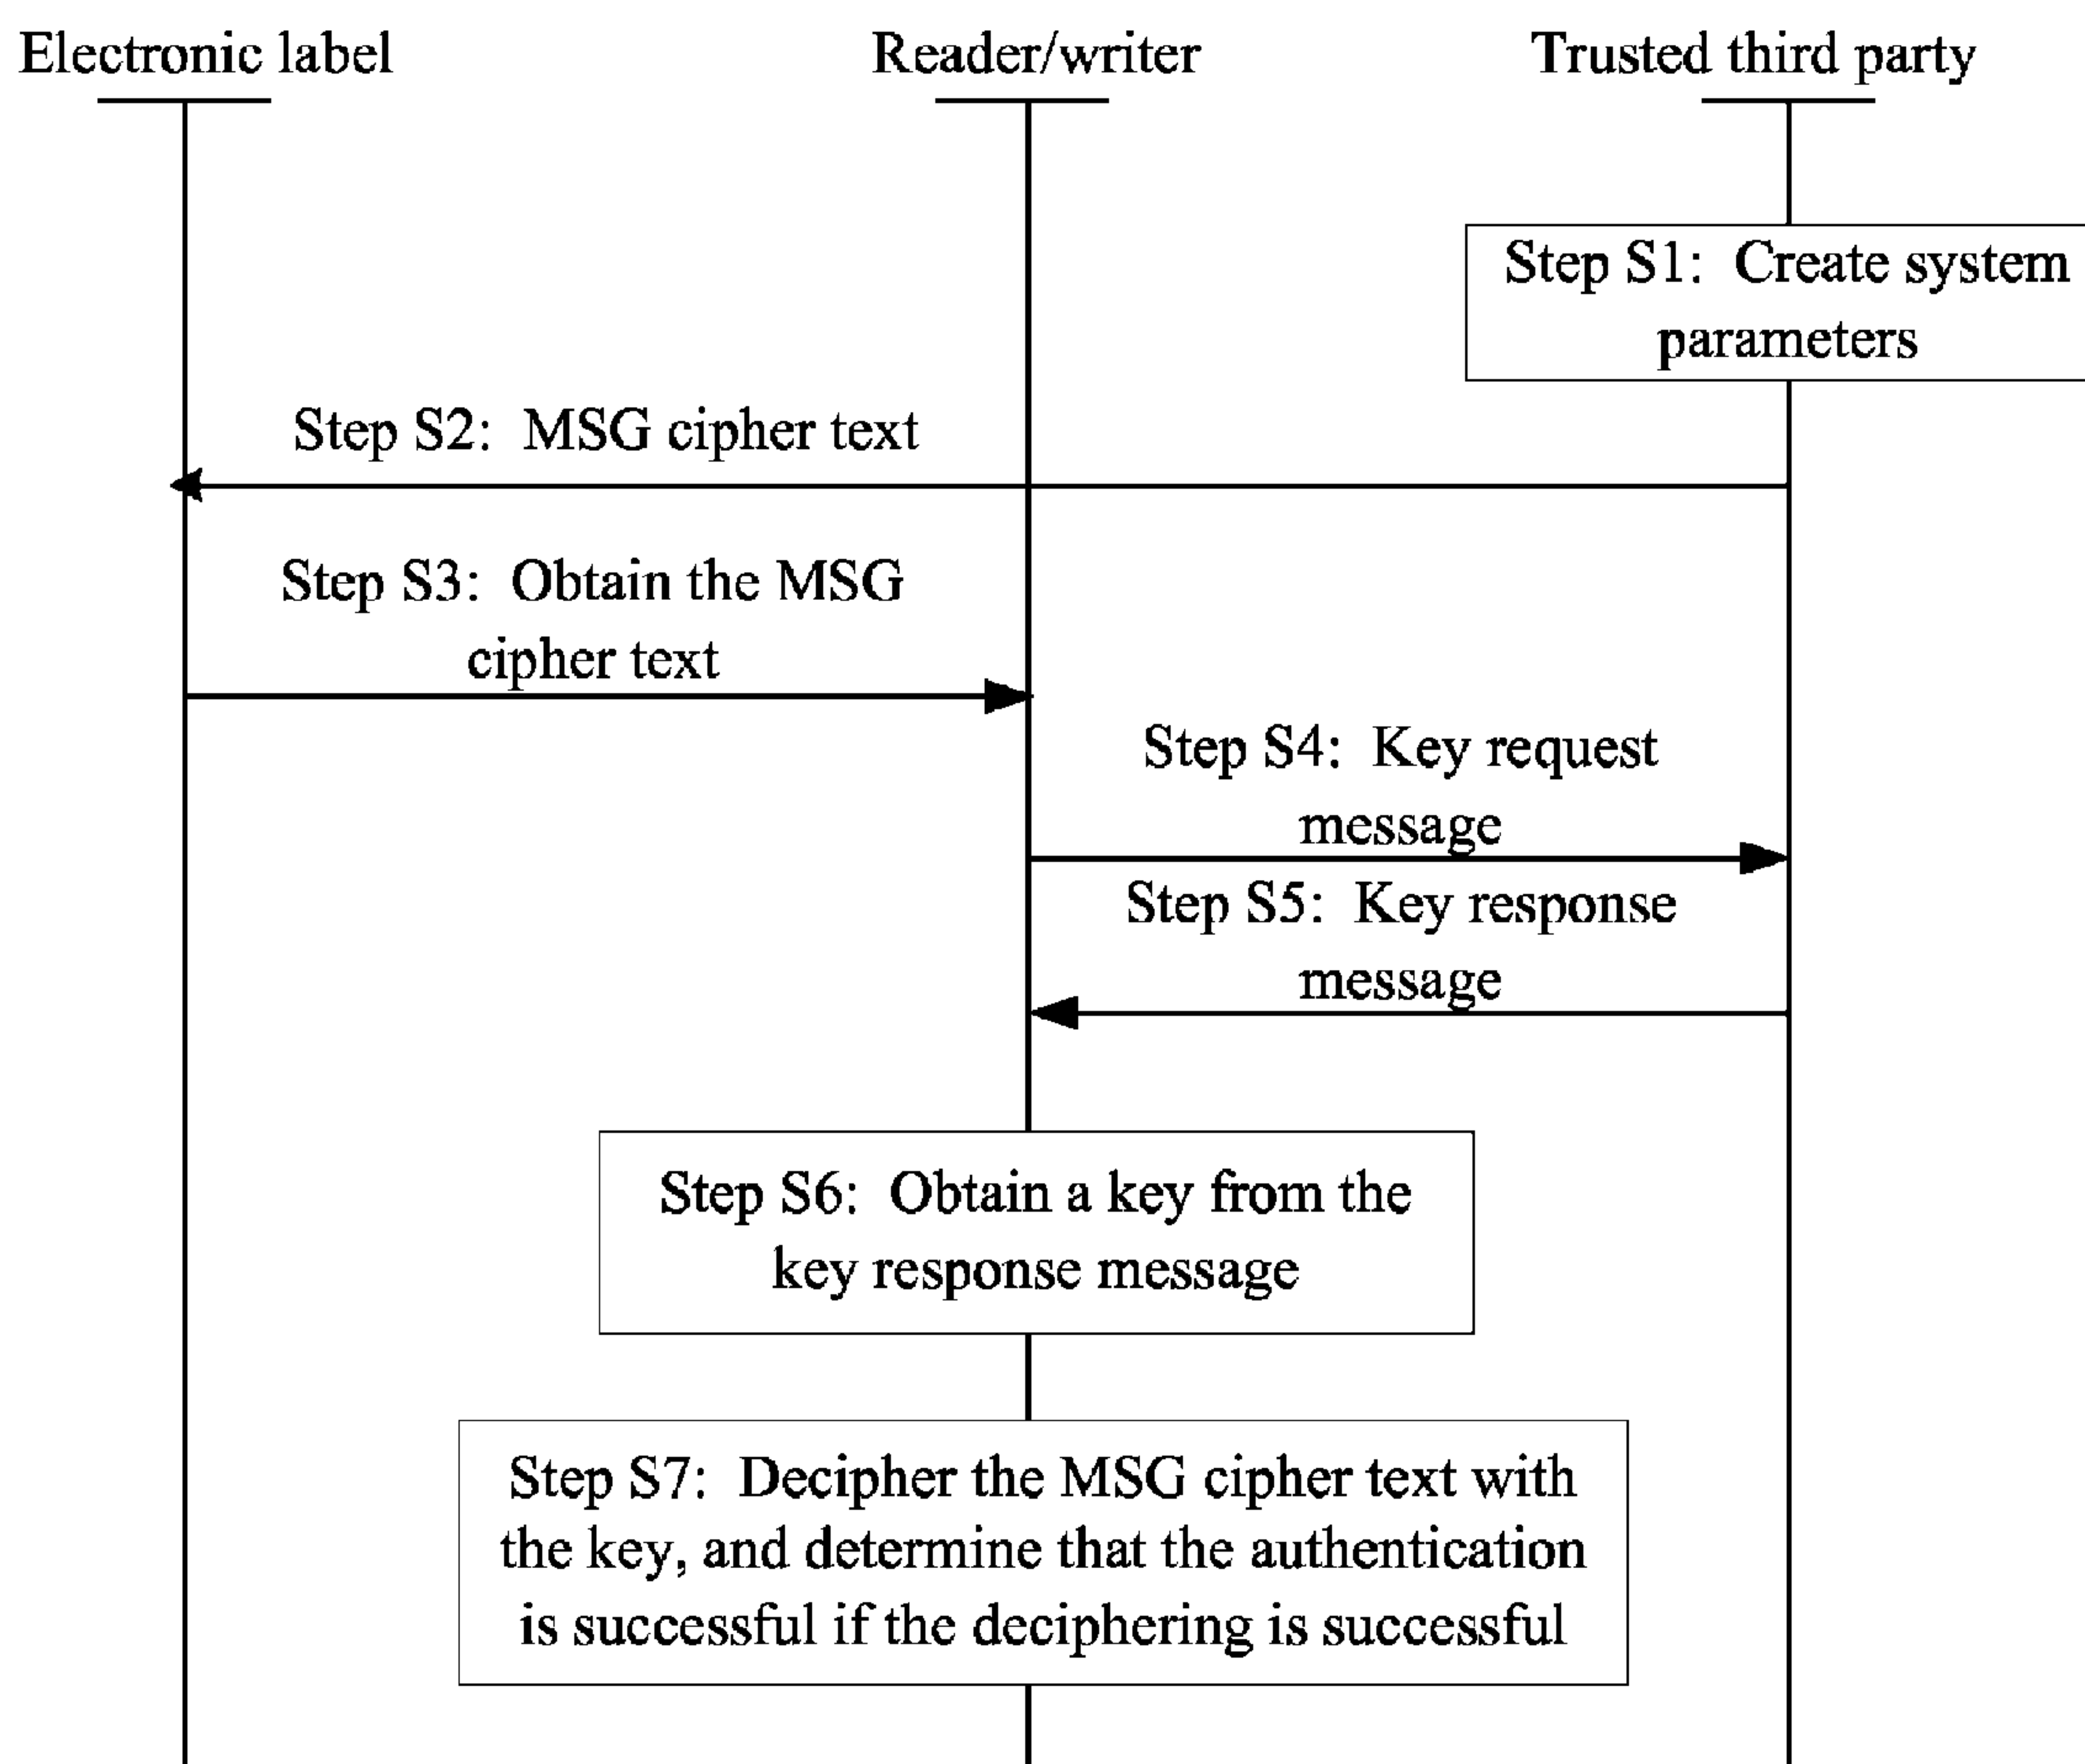 Electronic label
Reader/writer
Trusted third party
Step S1: Create system
parameters
Step S2: MSG cipher text
Step S3: Obtain the MSG
cipher text
Step S4: Key request
message
Step S5: Key response
message
Step S6: Obtain a key from the
key response message
Step S7: Decipher the MSG cipher text with
the key, and determine that the authentication
is successful if the deciphering is successful